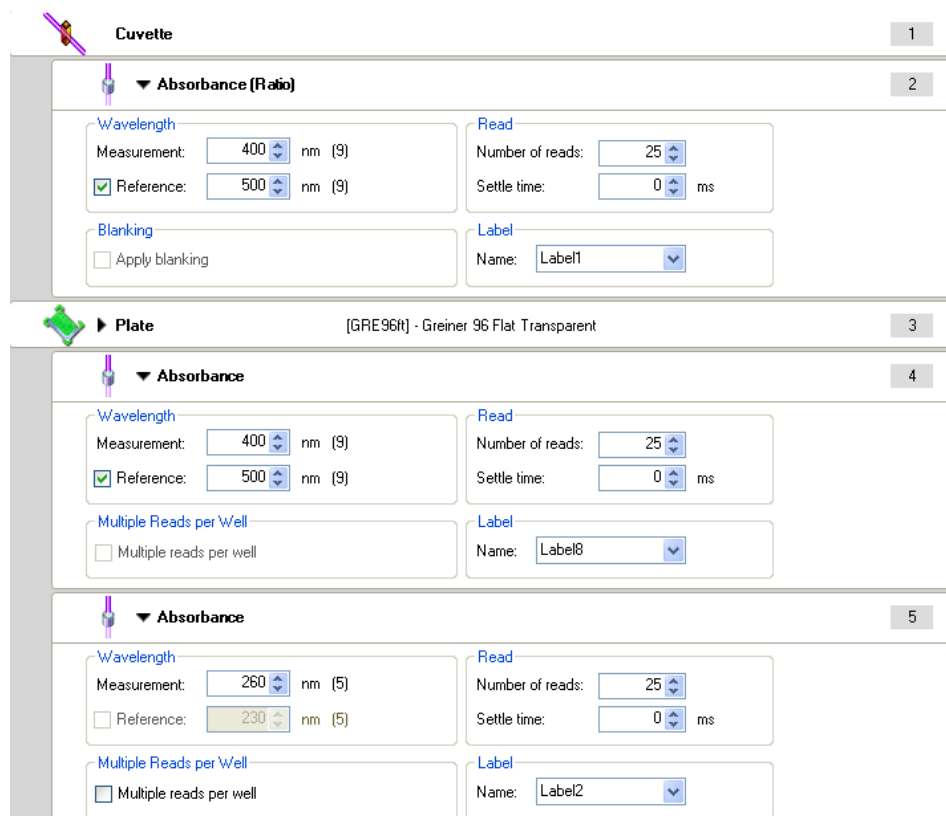 Cuvette 1
Absorbance (Ratio) 2
Wavelength Read
Measurement: 400 nm (9) Number of reads: 25
Reference: 500 nm (9) Settle time: 0 ms
Blanking Label
Apply blanking Name: Label1
Plate [GRE96ft] - Greiner 96 Flat Transparent 3
Absorbance 4
Wavelength Read
Measurement: 400 nm (9) Number of reads: 25
Reference: 500 nm (9) Settle time: 0 ms
Multiple Reads per Well Label
Multiple reads per well Name: Label8
Absorbance 5
Wavelength Read
Measurement: 260 nm (5) Number of reads: 25
Reference: 230 nm (5) Settle time: 0 ms
Multiple Reads per Well Label
Multiple reads per well Name: Label2